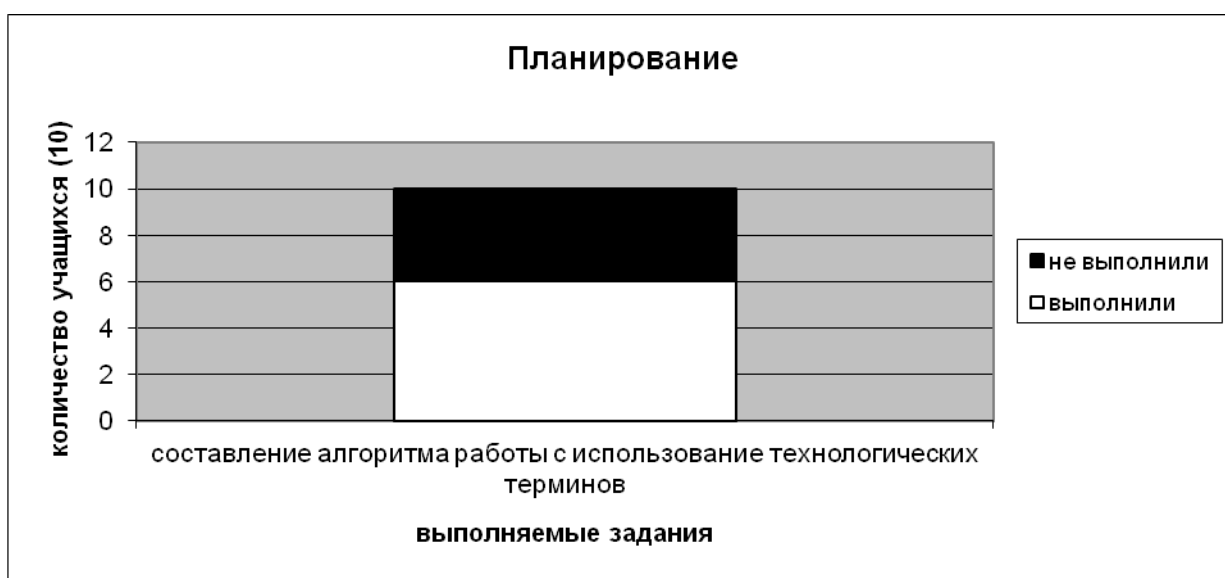 Планирование
количество учащихся (10)
12
10
8
6
4
2
0
не выполнили
выполнили
составление алгоритма работы с использование технологических
терминов
выполняемые задания